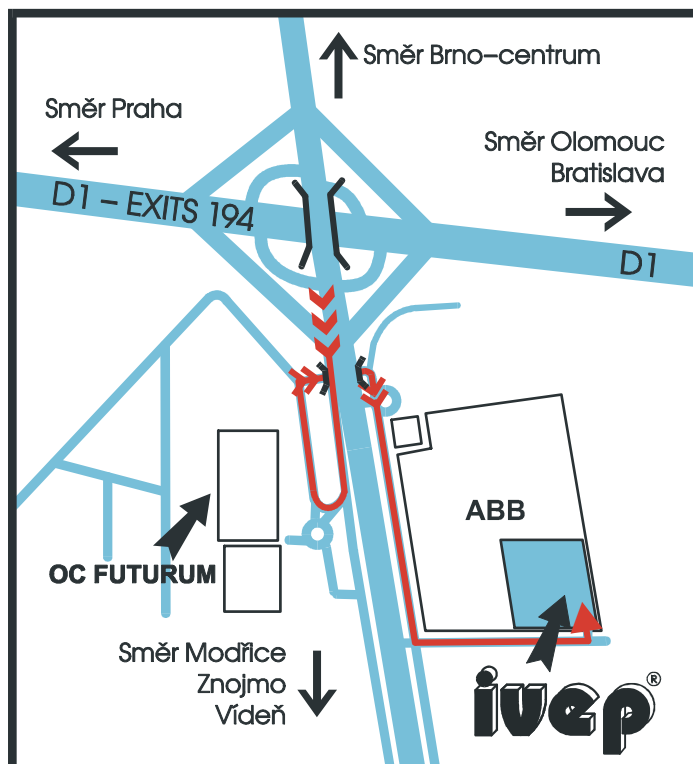 Směr Brno–centrum
Směr Praha
Směr Olomouc
Bratislava
D1 – EXITS 194
D1
ABB
OC FUTURUM
Směr Modřice
Znojmo
Vídeň
ivep®